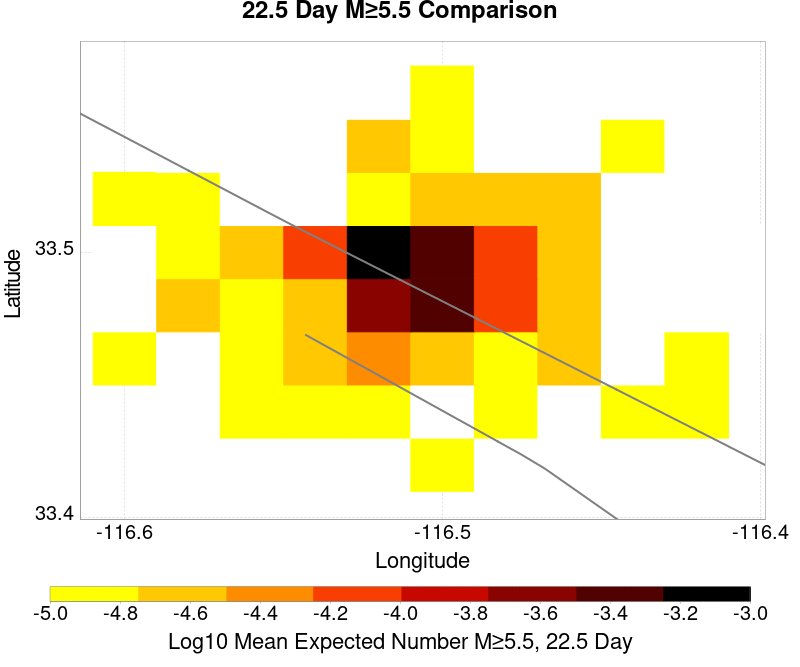 22.5 Day M≥5.5 Comparison
Latitude
33.5
33.4
-116.6 -116.5 -116.4
Longitude
-5.0 -4.8 -4.6 -4.4 -4.2 -4.0 -3.8 -3.6 -3.4 -3.2 -3.0
Log10 Mean Expected Number M≥5.5, 22.5 Day